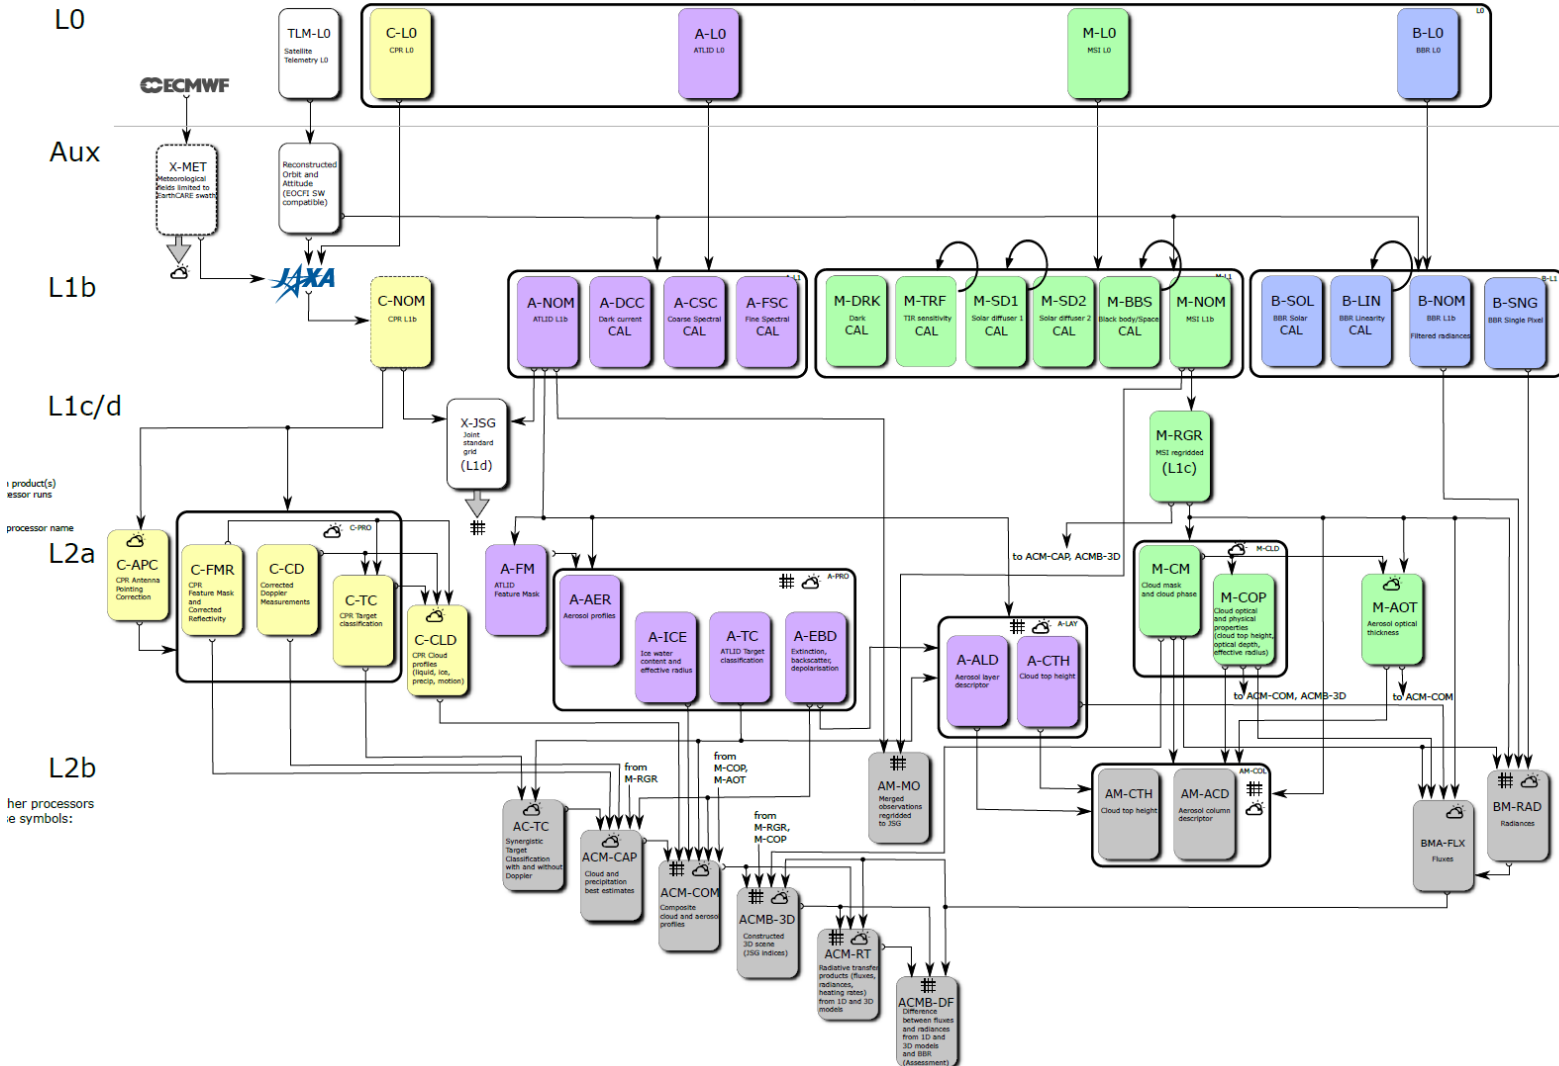 L0
TLM-L0
Satellite
Telemetry L0
C-L0
CPR L0
A-L0
ATLID L0
M-L0
MSI L0
B-L0
BBR L0
L0
ECMWF
Aux
X-MET
Meteorological
fields limited to
EarthCARE swath
Reconstructed
Orbit and
Attitude
(EOCFI SW
compatible)
JAXA
L1b
C-NOM
CPR L1b
A-NOM
ATLID L1b
A-DCC
Dark current
CAL
A-CSC
Coarse Spectral
CAL
A-FSC
Fine Spectral
CAL
M-DRK
Dark
CAL
M-TRF
TIR sensitivity
CAL
M-SD1
Solar diffuser 1
CAL
M-SD2
Solar diffuser 2
CAL
M-BBS
Black body/Space
CAL
M-NOM
MSI L1b
B-SOL
BBR Solar
CAL
B-LIN
BBR Linearity
CAL
B-NOM
BBR L1b
Filtered radiances
B-SNG
BBR Single Pixel
B-L1
L1c/d
X-JSG
Joint
standard
grid
(L1d)
M-RGR
MSI regridded
(L1c)
product(s)
essor runs
processor name
to ACM-CAP, ACMB-3D
L2a
C-APC
CPR Antenna
Pointing
Correction
C-PRO
C-FMR
CPR
Feature Mask
and
Corrected
Reflectivity
C-CD
Corrected
Doppler
Measurements
C-TC
CPR Target
classification
C-CLD
CPR Cloud
profiles
(liquid, ice,
precip, motion)
A-FM
ATLID
Feature Mask
A-PRO
A-AER
Aerosol profiles
A-ICE
Ice water
content and
effective radius
A-TC
ATLID Target
classification
A-EBD
Extinction,
backscatter,
depolarisation
A-LAY
A-ALD
Aerosol layer
descriptor
A-CTH
Cloud top height
M-CLD
M-CM
Cloud mask
and cloud phase
M-COP
Cloud optical
and physical
properties
(cloud top height,
optical depth,
effective radius)
M-AOT
Aerosol optical
thickness
to ACM-COM, ACMB-3D
to ACM-COM
L2b
her processors
se symbols:
from
M-RGR
from
M-COP,
M-AOT
from
M-RGR,
M-COP
AC-TC
Synergistic
Target
Classification
with and without
Doppler
ACM-CAP
Cloud and
precipitation
best estimates
ACM-COM
Composite
cloud and aerosol
profiles
ACMB-3D
Constructed
3D scene
(JSG indices)
ACM-RT
Radiative transfer
products (fluxes,
radiances,
heating rates)
from 1D and 3D
models
ACMB-DF
Difference
between fluxes
and radiances
from 1D and
3D models
and BBR
(Assessment)
AM-MO
Merged
observations
regridded
to JSG
AM-COL
AM-CTH
Cloud top height
AM-ACD
Aerosol column
descriptor
BMA-FLX
Fluxes
BM-RAD
Radiances